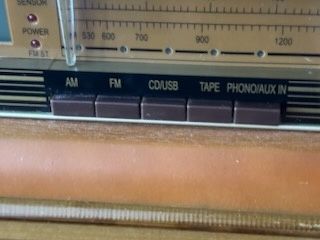 SENSOR
POWER
FM ST
M 530 600 700 900 1200
AM FM CD/USB TAPE PHONO/AUX IN